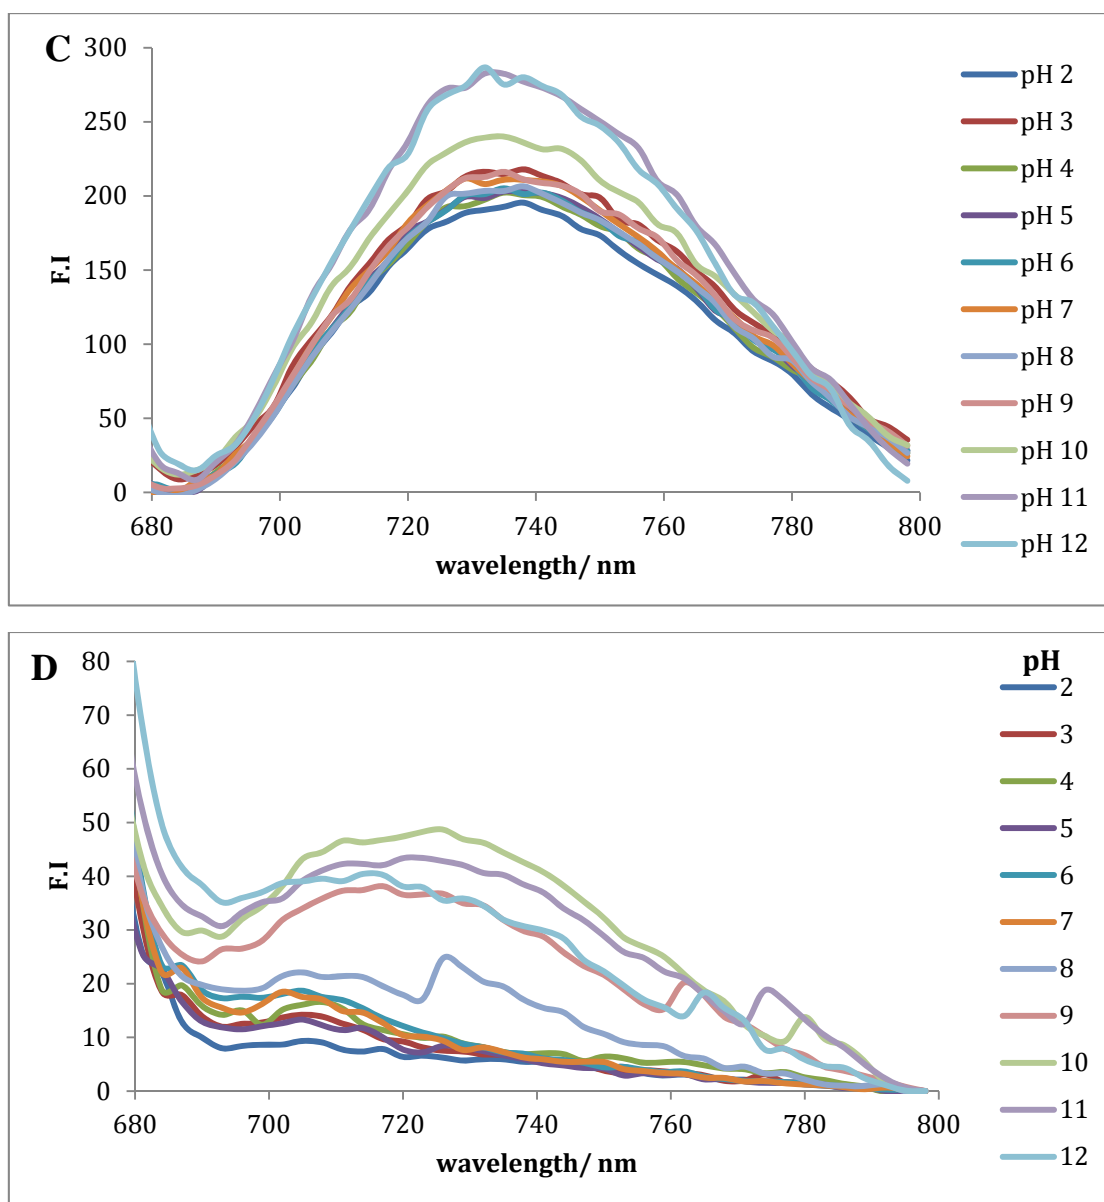 C
300
250
200
150
100
50
0
F.I
680 700 720 740 760 780 800
wavelength/ nm
pH 2
pH 3
pH 4
pH 5
pH 6
pH 7
pH 8
pH 9
pH 10
pH 11
pH 12
D
80
70
60
50
40
30
20
10
0
F.I
680 700 720 740 760 780 800
wavelength/ nm
pH
2
3
4
5
6
7
8
9
10
11
12